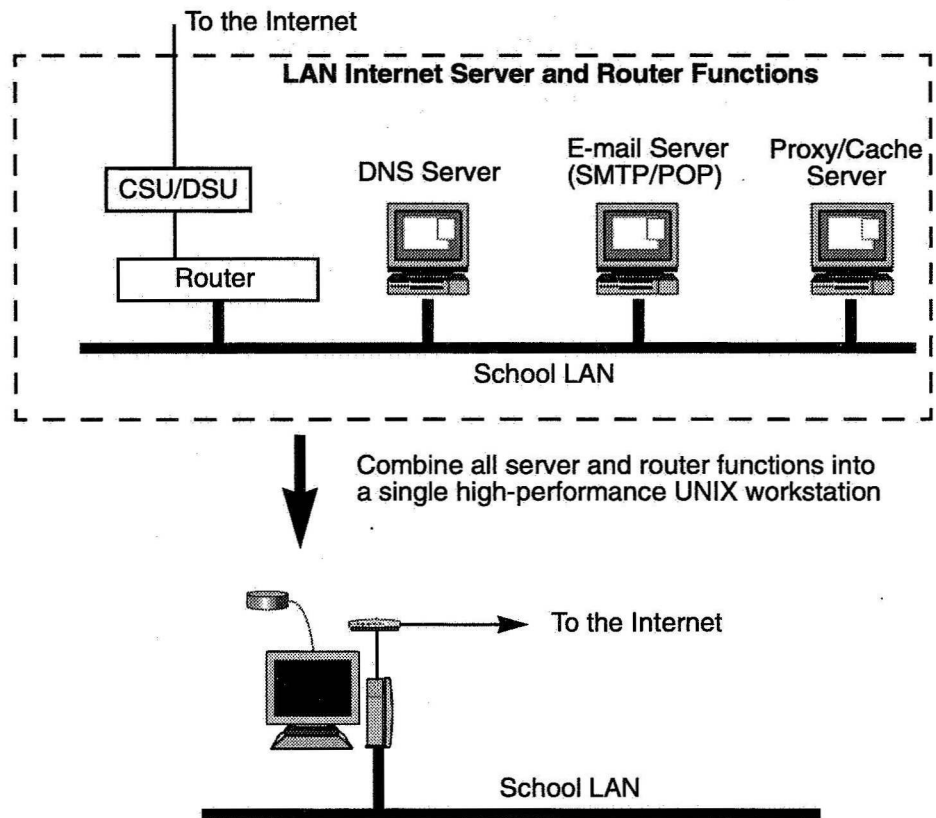 To the Internet
LAN Internet Server and Router Functions
CSU/DSU
Router
DNS Server
E-mail Server
(SMTP/POP)
Proxy/Cache
Server
School LAN
Combine all server and router functions into
a single high-performance UNIX workstation
To the Internet
School LAN